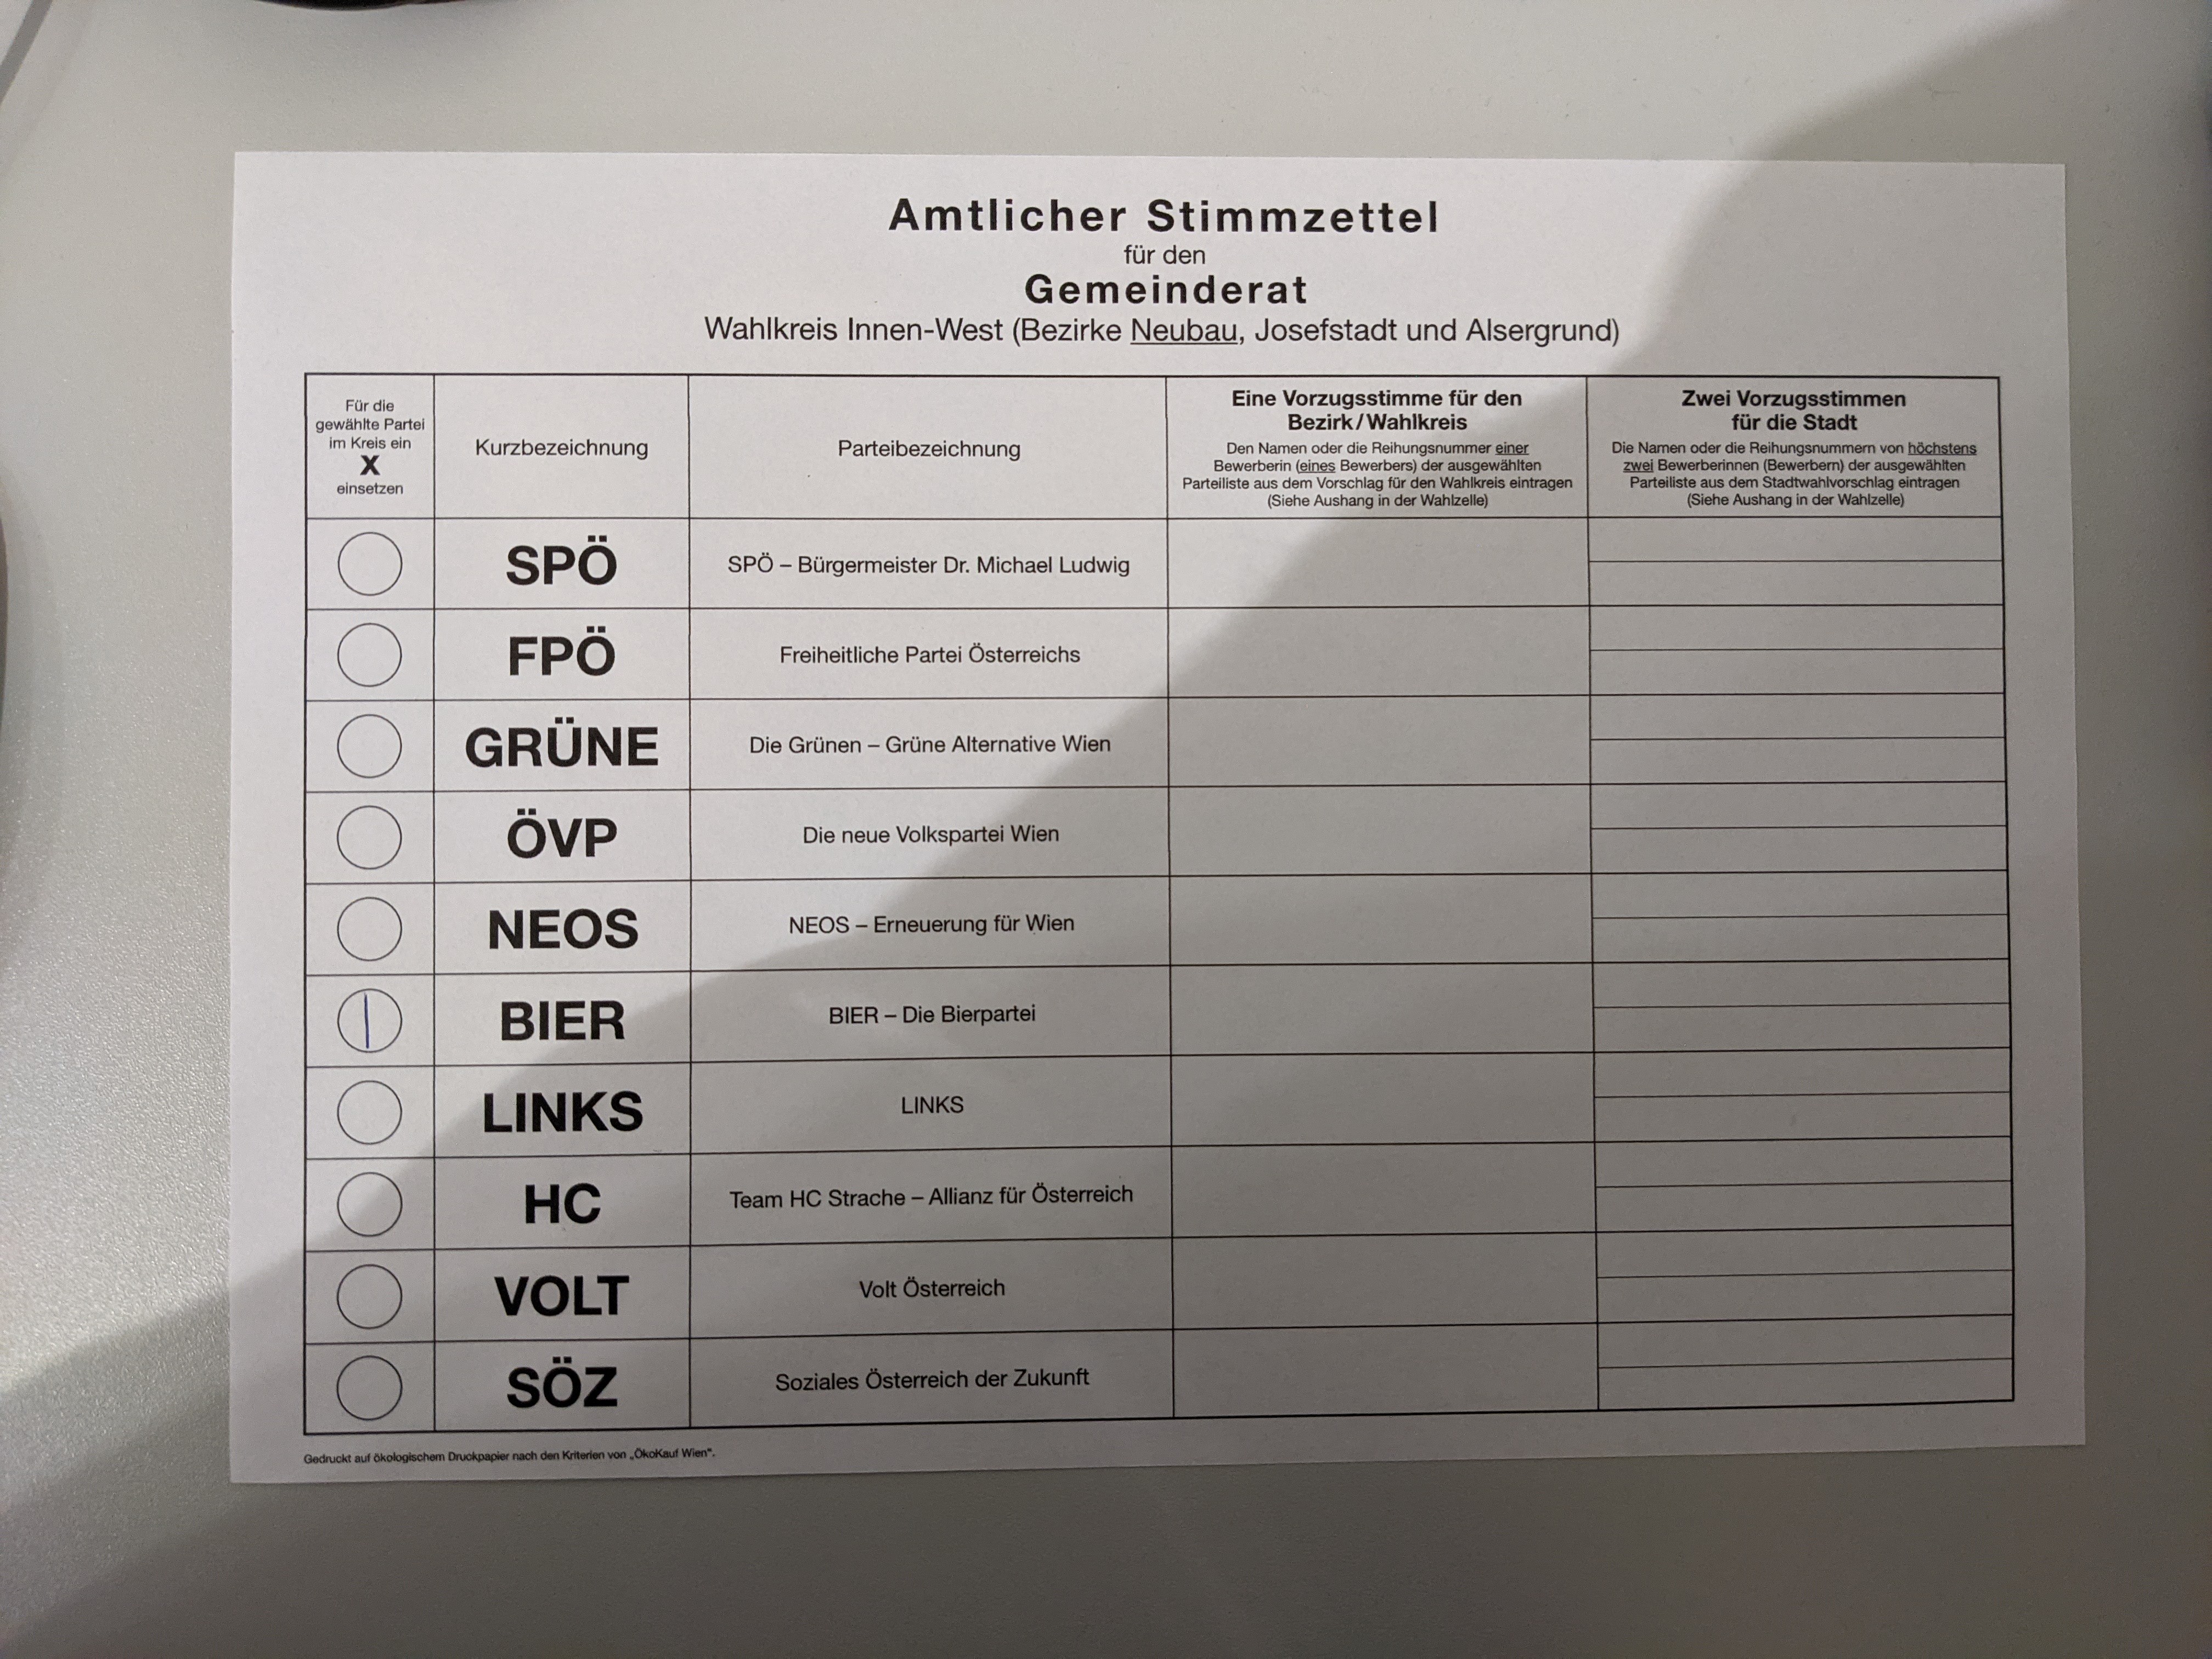 Amtlicher Stimmzettel
für den
Gemeinderat
Wahlkreis Innen-West (Bezirke Neubau, Josefstadt und Alsergrund)
Für die
gewählte Partei
im Kreis ein
X
einsetzen
Kurzbezeichnung
Parteibezeichnung
Eine Vorzugsstimme für den
Bezirk/Wahlkreis
Den Namen oder die Reihungsnummer einer
Bewerberin (eines Bewerbers) der ausgewählten
Parteiliste aus dem Vorschlag für den Wahlkreis eintragen
(Siehe Aushang in der Wahlzelle)
Zwei Vorzugsstimmen
für die Stadt
Die Namen oder die Reihungsnummern von höchstens
zwei Bewerberinnen (Bewerbern) der ausgewählten
Parteiliste aus dem Stadtwahlvorschlag eintragen
(Siehe Aushang in der Wahlzelle)
SPÖ SPÖ – Bürgermeister Dr. Michael Ludwig
FPÖ Freiheitliche Partei Österreichs
GRÜNE Die Grünen – Grüne Alternative Wien
ÖVP Die neue Volkspartei Wien
NEOS NEOS – Erneuerung für Wien
BIER BIER – Die Bierpartei
LINKS LINKS
HC Team HC Strache – Allianz für Österreich
VOLT Volt Österreich
SÖZ Soziales Österreich der Zukunft
Gedruckt auf ökologischem Druckpapier nach den Kriterien von „ÖkoKauf Wien“.